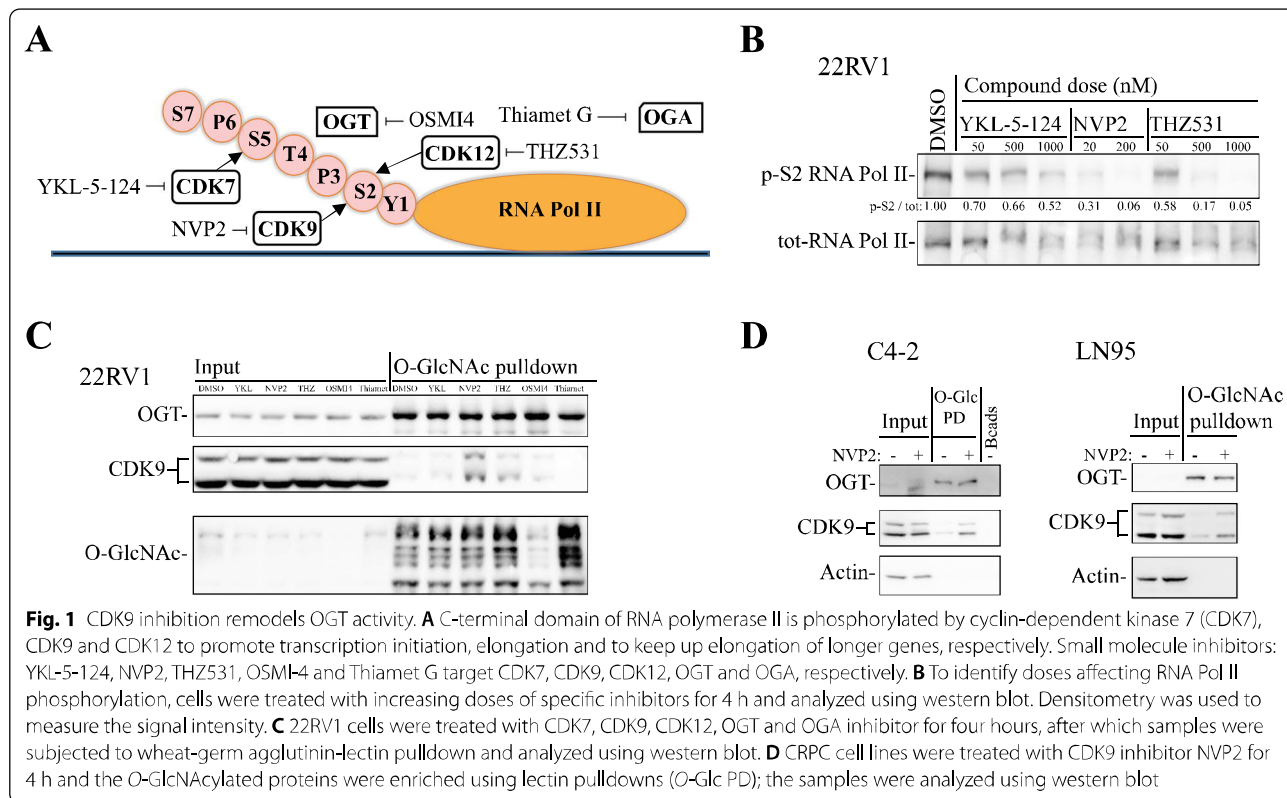 A
S7
P6
S5
T4
P3
S2
Y1
OGT
OSMI4
Thiamet G
OGA
CDK12
THZ531
YKL-5-124
CDK7
NVP2
CDK9
RNA Pol II
B
22RV1
DMSO
Compound dose (nM)
YKL-5-124 NVP2 THZ531
50 500 1000 20 200 50 500 1000
p-S2 RNA Pol II-
p-S2 / tot: 1.00 0.70 0.66 0.52 0.31 0.06 0.58 0.17 0.05
tot-RNA Pol II-
C
22RV1
Input O-GlcNAc pulldown
DMSO YKL NVP2 THZ OSMI4 Thiamet DMSO YKL NVP2 THZ OSMI4 Thiamet
OGT-
CDK9
O-GlcNAc-
D
C4-2
Input O-Glc PD Beads
NVP2: - + - + -
OGT-
CDK9
Actin-
LN95
Input O-GlcNAc pulldown
NVP2: - + - +
OGT-
CDK9
Actin-
Fig. 1 CDK9 inhibition remodels OGT activity. A C-terminal domain of RNA polymerase II is phosphorylated by cyclin-dependent kinase 7 (CDK7),
CDK9 and CDK12 to promote transcription initiation, elongation and to keep up elongation of longer genes, respectively. Small molecule inhibitors:
YKL-5-124, NVP2, THZ531, OSMI-4 and Thiamet G target CDK7, CDK9, CDK12, OGT and OGA, respectively. B To identify doses affecting RNA Pol II
phosphorylation, cells were treated with increasing doses of specific inhibitors for 4 h and analyzed using western blot. Densitometry was used to
measure the signal intensity. C 22RV1 cells were treated with CDK7, CDK9, CDK12, OGT and OGA inhibitor for four hours, after which samples were
subjected to wheat-germ agglutinin-lectin pulldown and analyzed using western blot. D CRPC cell lines were treated with CDK9 inhibitor NVP2 for
4 h and the O-GlcNAcylated proteins were enriched using lectin pulldowns (O-Glc PD); the samples were analyzed using western blot